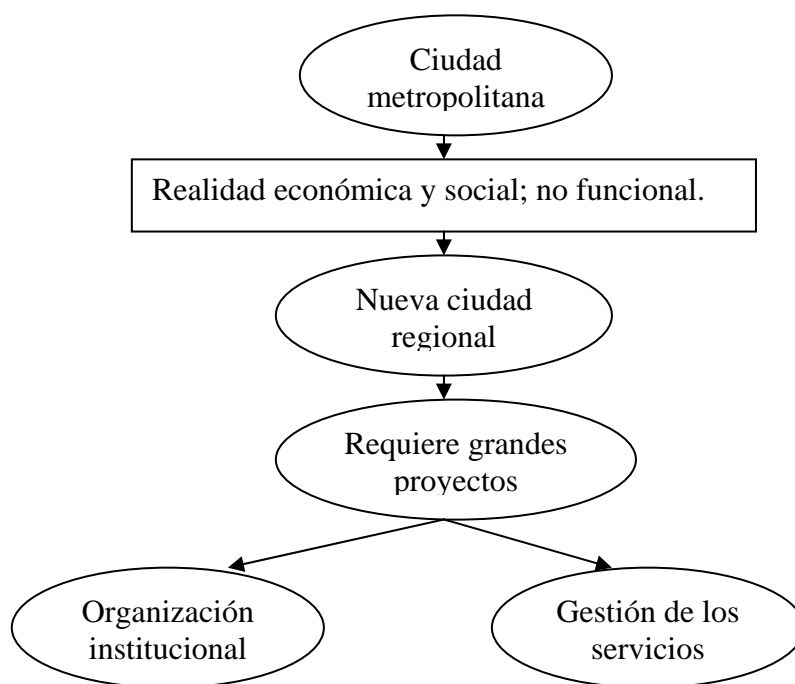 Ciudad
metropolitana
Realidad económica y social; no funcional.
Nueva ciudad
regional
Requiere grandes
proyectos
Organización
institucional
Gestión de los
servicios